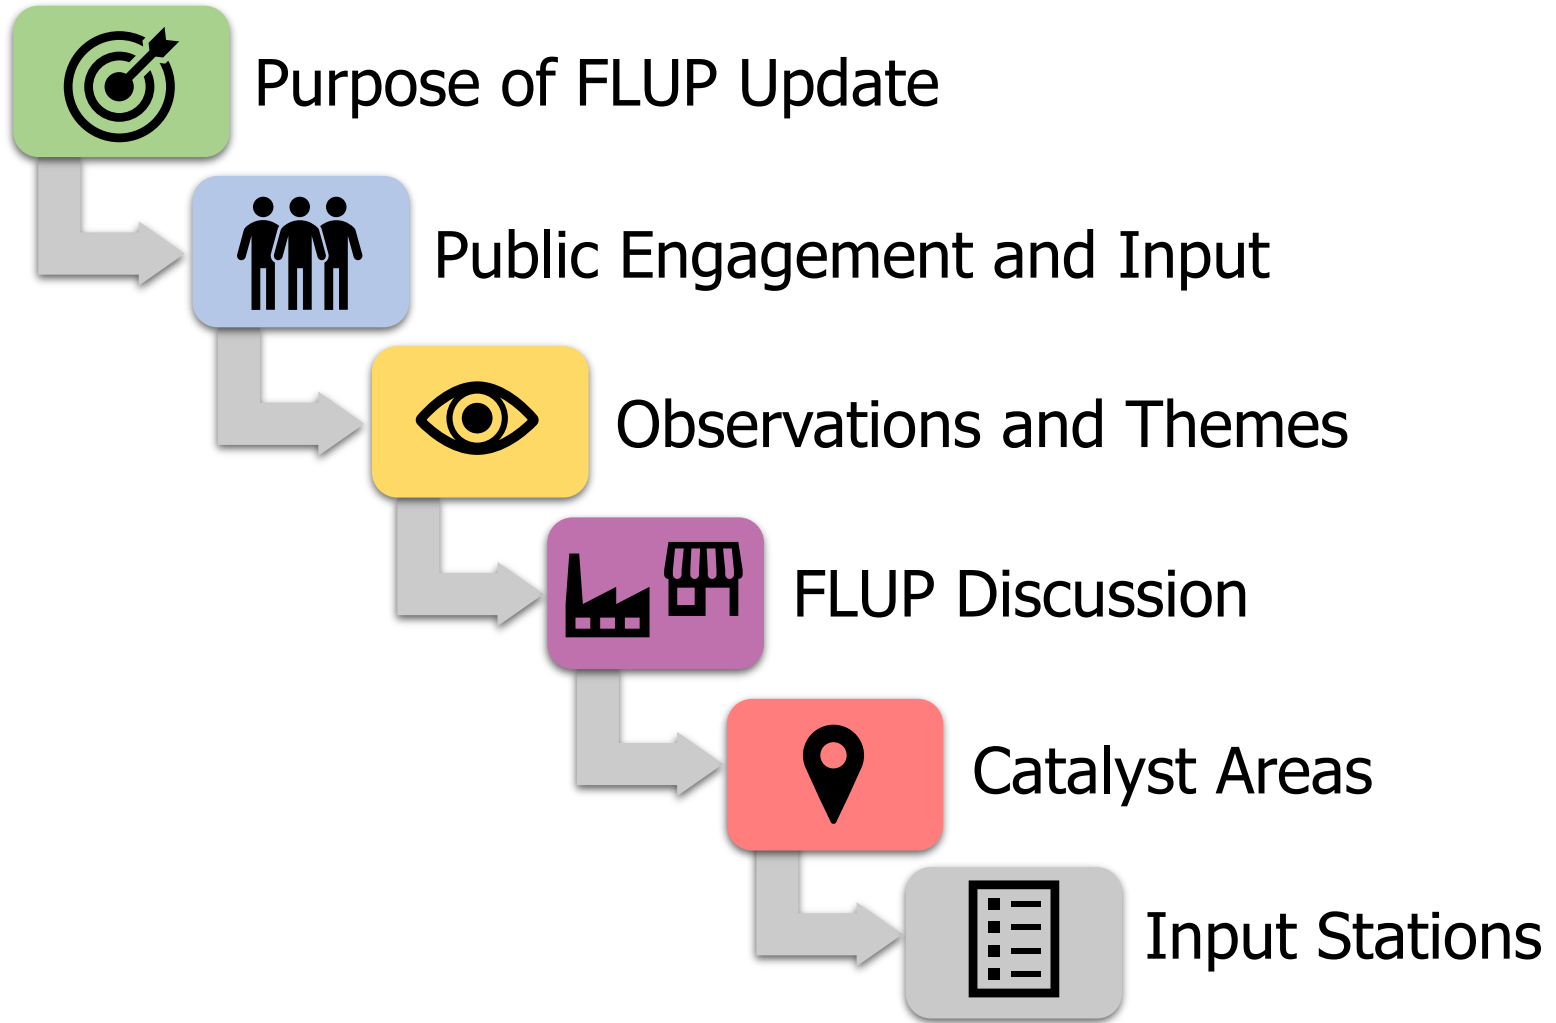 Purpose of FLUP Update
Public Engagement and Input
Observations and Themes
FLUP Discussion
Catalyst Areas
Input Stations